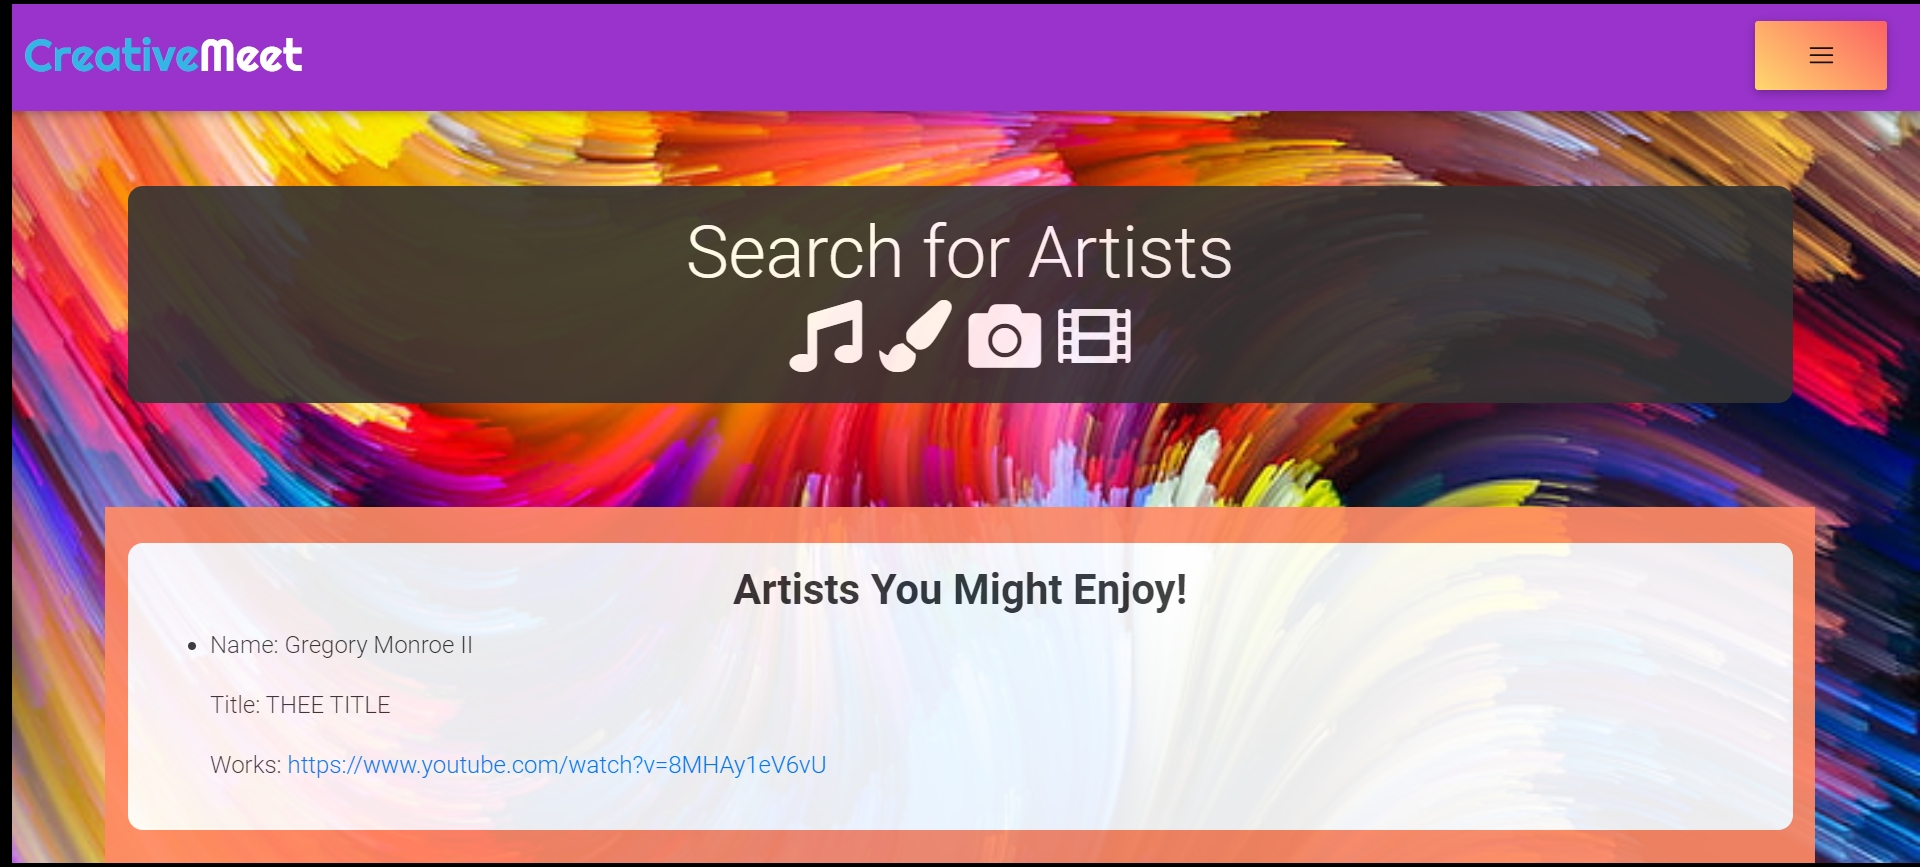 CreativeMeet
Search for Artists
Artists You Might Enjoy!
Name: Gregory Monroe II
Title: THEE TITLE
Works: https://www.youtube.com/watch?v=8MHAy1eV6vU